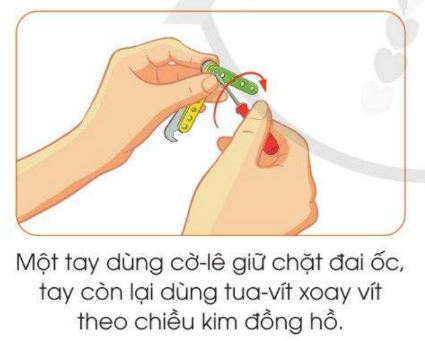 Một tay dùng cờ-lê giữ chặt đai ốc,
tay còn lại dùng tua-vít xoay vít
theo chiều kim đồng hồ.